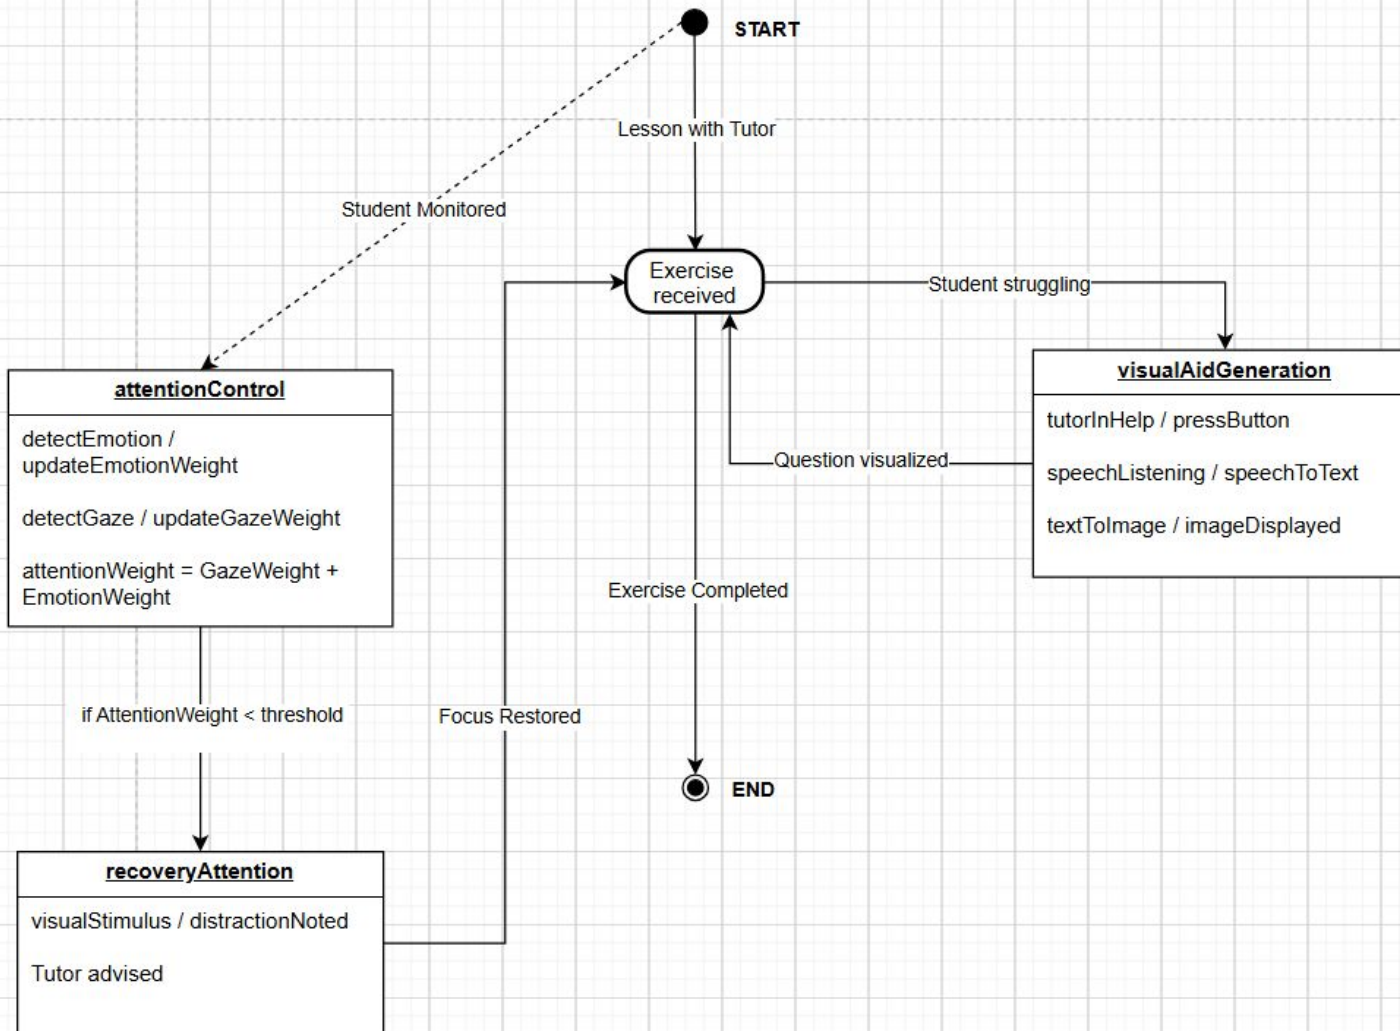 START
Lesson with Tutor
Student Monitored
Exercise
received
Student struggling
visualAidGeneration
tutorInHelp / pressButton
speechListening / speechToText
textToImage / imageDisplayed
Question visualized
attentionControl
detectEmotion /
updateEmotionWeight
detectGaze / updateGazeWeight
attentionWeight = GazeWeight +
EmotionWeight
Exercise Completed
if AttentionWeight < threshold
Focus Restored
END
recoveryAttention
visualStimulus / distractionNoted
Tutor advised